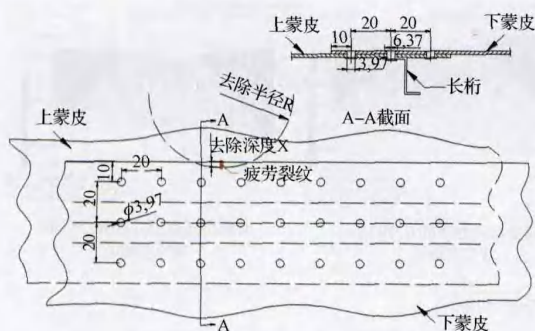 20 20
10
6,37
上蒙皮
下蒙皮
3,97
长桁
A-A截面
去除半径R
A
上蒙皮
去除深度X
疲劳裂纹
20
10
20
ϕ3,97
20
A
下蒙皮